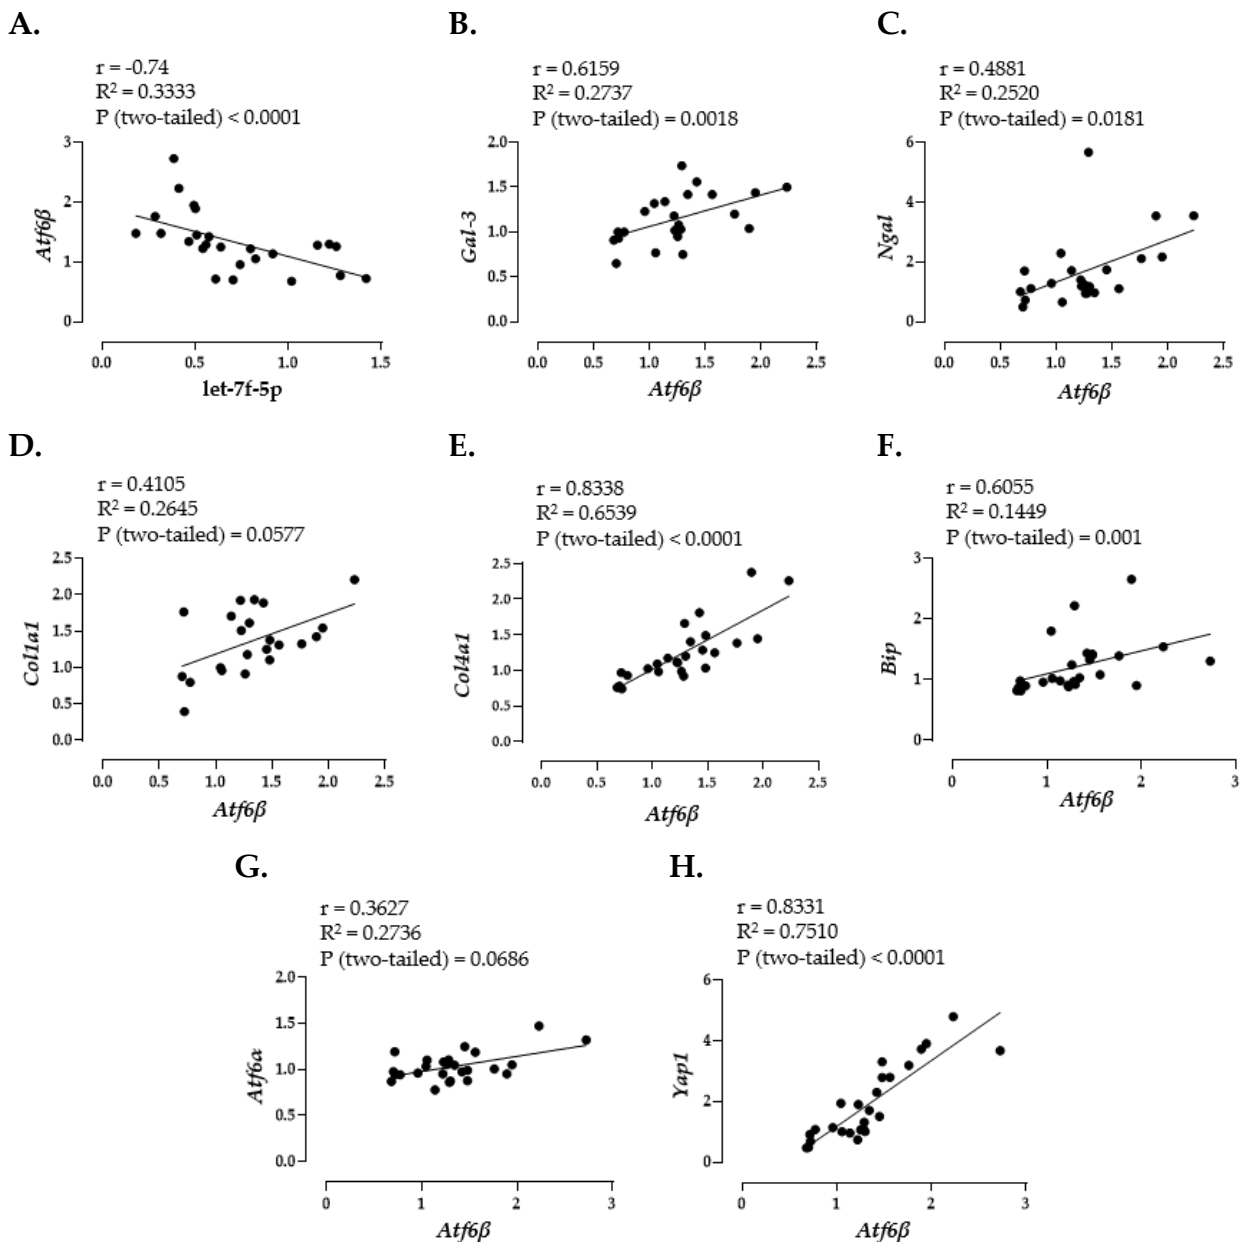 A.
r = -0.74
R² = 0.3333
P (two-tailed) < 0.0001
Atf6β
3
2
1
0
0.0 0.5 1.0 1.5
let-7f-5p
B.
r = 0.6159
R² = 0.2737
P (two-tailed) = 0.0018
Gal-3
2.0
1.5
1.0
0.5
0.0
0.0 0.5 1.0 1.5 2.0 2.5
Atf6β
C.
r = 0.4881
R² = 0.2520
P (two-tailed) = 0.0181
Ngal
6
4
2
0
0.0 0.5 1.0 1.5 2.0 2.5
Atf6β
D.
r = 0.4105
R² = 0.2645
P (two-tailed) = 0.0577
Col1a1
2.5
2.0
1.5
1.0
0.5
0.0
0.0 0.5 1.0 1.5 2.0 2.5
Atf6β
E.
r = 0.8338
R² = 0.6539
P (two-tailed) < 0.0001
Col4a1
2.5
2.0
1.5
1.0
0.5
0.0
0.0 0.5 1.0 1.5 2.0 2.5
Atf6β
F.
r = 0.6055
R² = 0.1449
P (two-tailed) = 0.001
Bip
3
2
1
0
0 1 2 3
Atf6β
G.
r = 0.3627
R² = 0.2736
P (two-tailed) = 0.0686
Atf6α
2.0
1.5
1.0
0.5
0.0
0 1 2 3
Atf6β
H.
r = 0.8331
R² = 0.7510
P (two-tailed) < 0.0001
Yap1
6
4
2
0
0 1 2 3
Atf6β